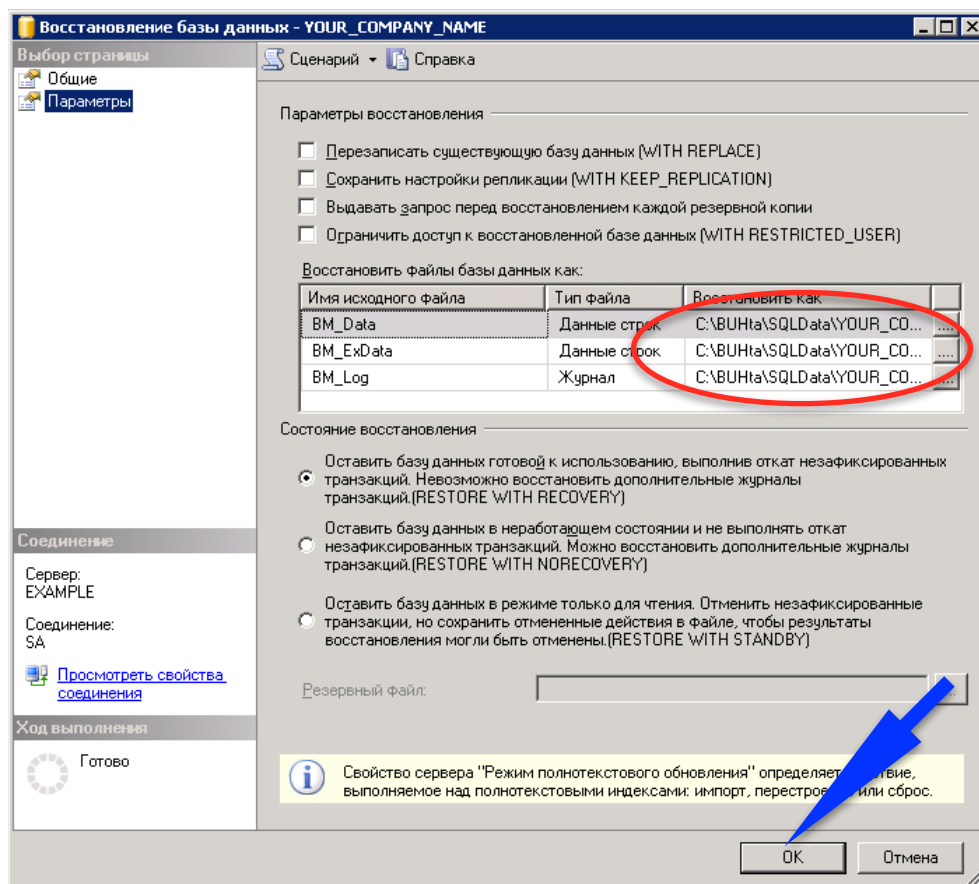 Восстановление базы данных - YOUR_COMPANY_NAME
Выбор страницы
Общие
Параметры
Сценарий
Справка
Параметры восстановления
Перезаписать существующую базу данных (WITH REPLACE)
Сохранить настройки репликации (WITH KEEP_REPLICATION)
Выдавать запрос перед восстановлением каждой резервной копии
Ограничить доступ к восстановленной базе данных (WITH RESTRICTED_USER)
Восстановить файлы базы данных как:
Имя исходного файла Тип файла Восстановить как
BM_Data Данные строк C:\BUHta\SQLData\YOUR_CO... ...
BM_ExData Данные строк C:\BUHta\SQLData\YOUR_CO... ...
BM_Log Журнал C:\BUHta\SQLData\YOUR_CO... ...
Состояние восстановления
Оставить базу данных готовой к использованию, выполнив откат незафиксированных
транзакций. Невозможно восстановить дополнительные журналы
транзакций.(RESTORE WITH RECOVERY)
Оставить базу данных в неработающем состоянии и не выполнять откат
незафиксированных транзакций. Можно восстановить дополнительные журналы
транзакций.(RESTORE WITH NORECOVERY)
Оставить базу данных в режиме только для чтения. Отменить незафиксированные
транзакции, но сохранить отмененные действия в файле, чтобы результаты
восстановления могли быть отменены.(RESTORE WITH STANDBY)
Резервный файл:
Соединение
Сервер:
EXAMPLE
Соединение:
SA
Просмотреть свойства
соединения
Ход выполнения
Готово
Свойство сервера "Режим полнотекстового обновления" определяет
выполняемое над полнотекстовыми индексами: импорт, или сброс.
OK
Отмена